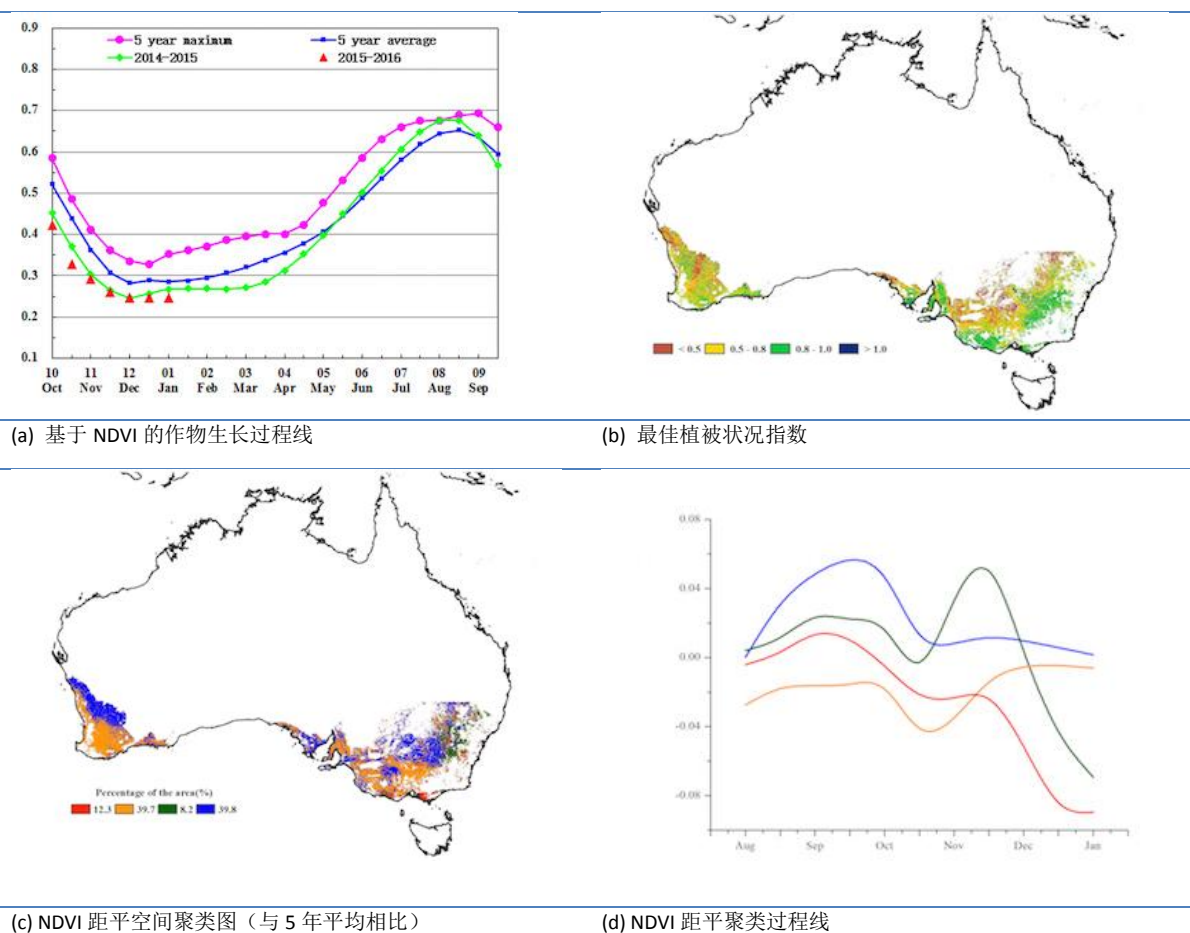 0.9
0.8
0.7
0.6
0.5
0.4
0.3
0.2
0.1
5 year maximum
5 year average
2014-2015
2015-2016
10 11 12 01 02 03 04 05 06 07 08 09
Oct Nov Dec Jan Feb Mar Apr May Jun Jul Aug Sep
< 0.5 0.5 - 0.8 0.8 - 1.0 > 1.0
(a) 基于 NDVI 的作物生长过程线
(b) 最佳植被状况指数
Percentage of the area(%)
12.3 39.7 8.2 39.8
0.08
0.04
0.00
-0.04
-0.08
Aug Sep Oct Nov Dec Jan
(c) NDVI 距平空间聚类图（与 5 年平均相比）
(d) NDVI 距平聚类过程线